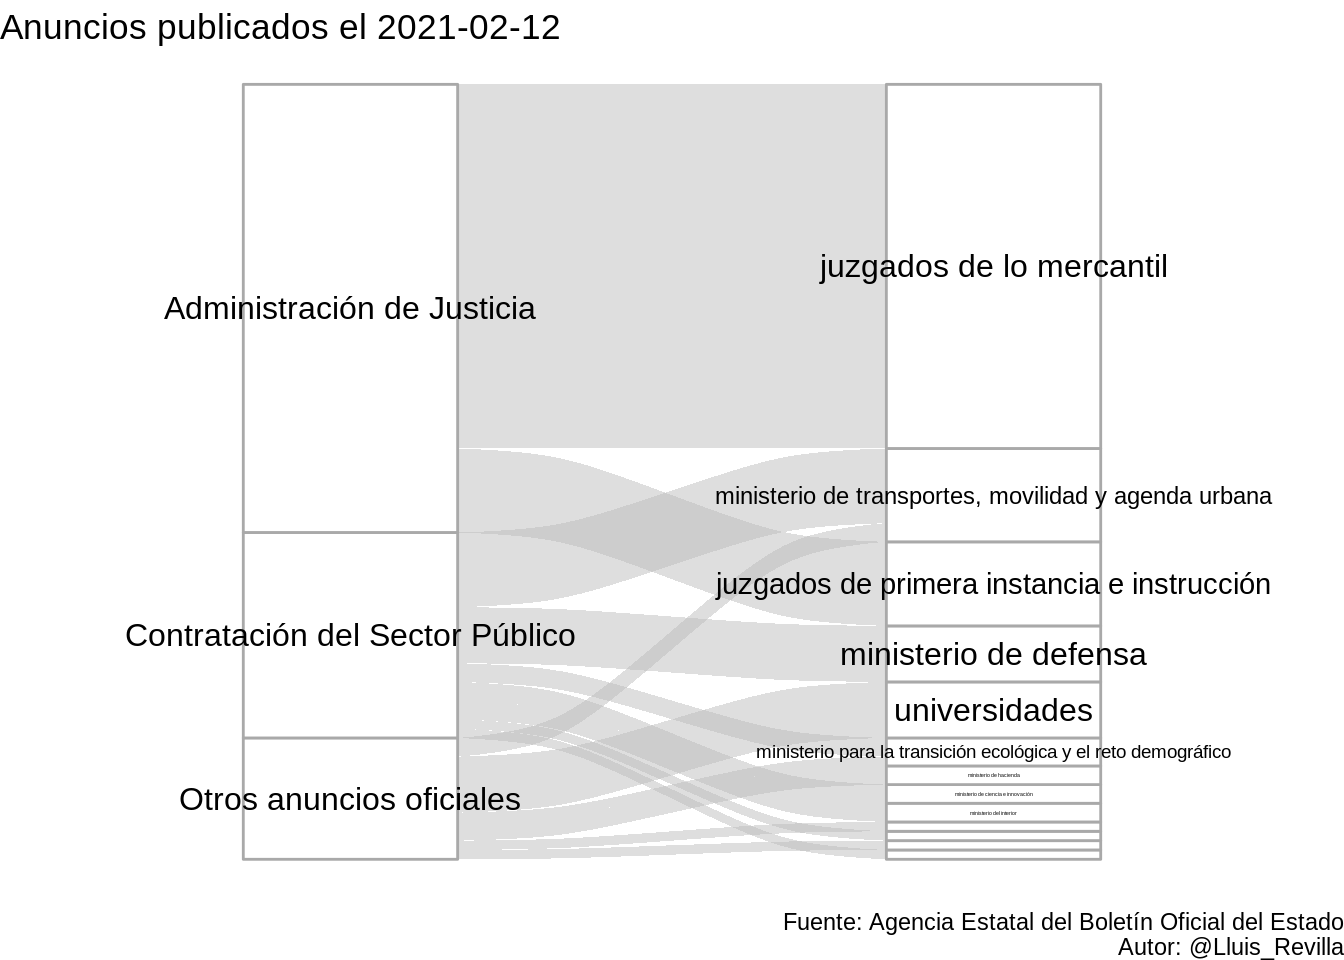 Anuncios publicados el 2021-02-12
juzgados de lo mercantil
Administración de Justicia
ministerio de transportes, movilidad y agenda urbana
juzgados de primera instancia e instrucción
Contratación del Sector Público
ministerio de defensa
universidades
ministerio para la transición ecológica y el reto demográfico
ministerio de hacienda
Otros anuncios oficiales
ministerio de ciencia e innovación
ministerio del interior
Fuente: Agencia Estatal del Boletín Oficial del Estado
Autor: @Lluis_Revilla